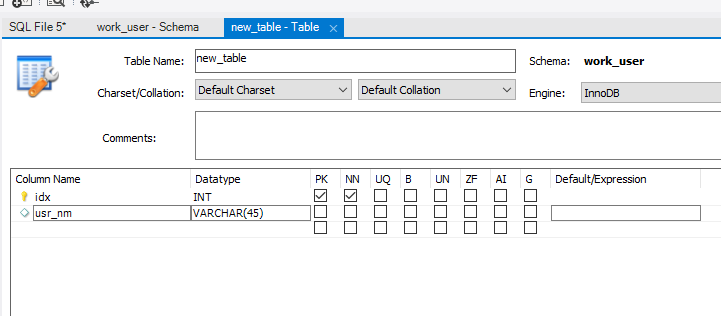 SQL File 5* work_user - Schema new_table - Table
Table Name: new_table Schema: work_user
Charset/Collation: Default Charset Default Collation Engine: InnoDB
Comments:
Column Name Datatype PK NN UQ B UN ZF AI G Default/Expression
idx INT
usr_nm VARCHAR(45)